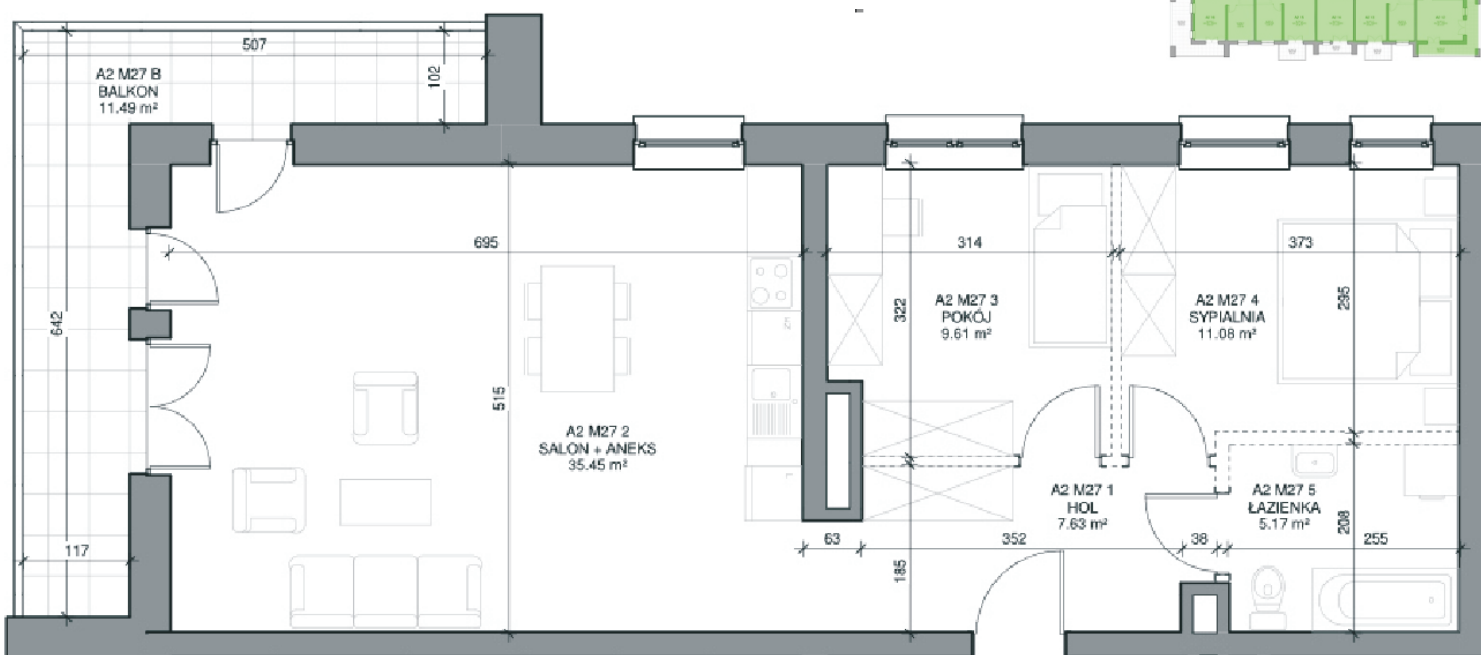 507
102
A2 M27 B
BALKON
11.49 m²
642
117
695
515
A2 M27 2
SALON + ANEKS
35.45 m²
314
322
A2 M27 3
POKÓJ
9.61 m²
373
295
A2 M27 4
SYPIALNIA
11.08 m²
A2 M27 1
HOL
7.63 m²
A2 M27 5
ŁAZIENKA
5.17 m²
208
63
352
38
255
185